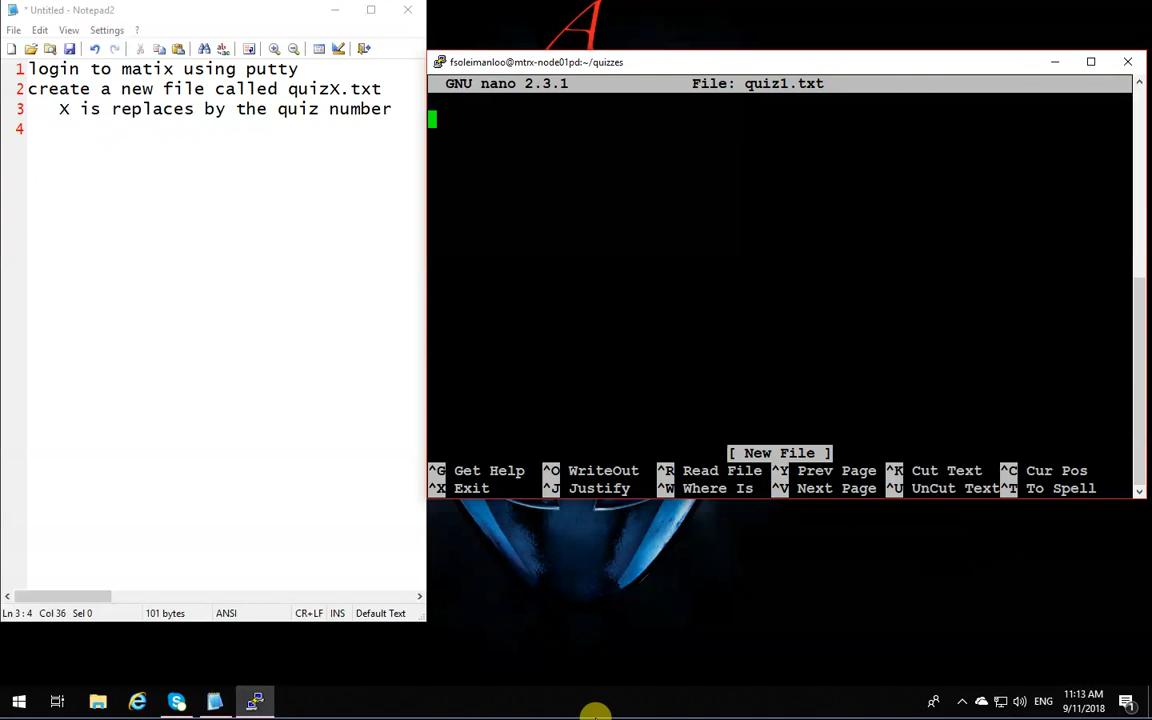 * Untitled - Notepad2
File Edit View Settings ?
1 login to matix using putty
2 create a new file called quizX.txt
3 X is replaces by the quiz number
4
Ln 3 : 4 Col 36 Sel 0 101 bytes ANSI CR+LF INS Default Text
A
fsoleimanloo@mtrx-node01pd:~/quizzes
GNU nano 2.3.1 File: quiz1.txt
[ New File ]
^G Get Help ^O WriteOut ^R Read File ^Y Prev Page ^K Cut Text ^C Cur Pos
^X Exit ^J Justify ^W Where Is ^V Next Page ^U UnCut Text ^T To Spell
ENG
11:13 AM
9/11/2018
1